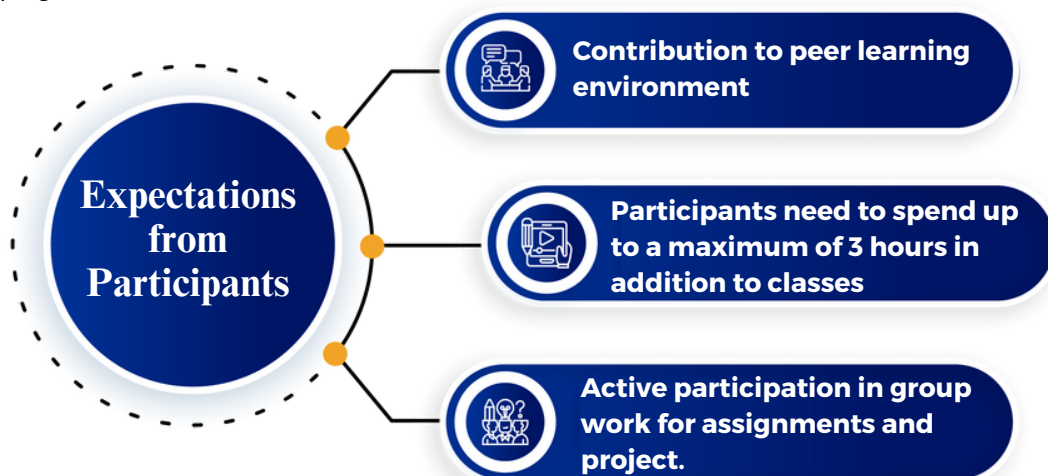 Expectations
from
Participants
Contribution to peer learning
environment
Participants need to spend up
to a maximum of 3 hours in
addition to classes
Active participation in group
work for assignments and
project.